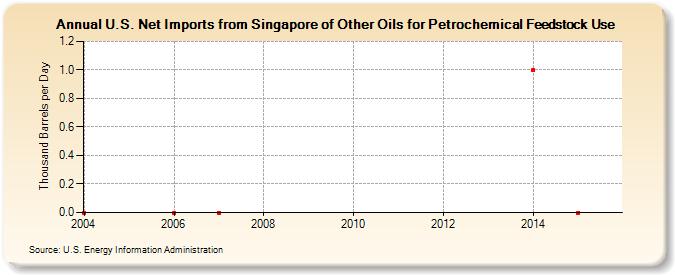 Annual U.S. Net Imports from Singapore of Other Oils for Petrochemical Feedstock Use
Thousand Barrels per Day
1.2
1.0
0.8
0.6
0.4
0.2
0.0
2004 2006 2008 2010 2012 2014
Source: U.S. Energy Information Administration